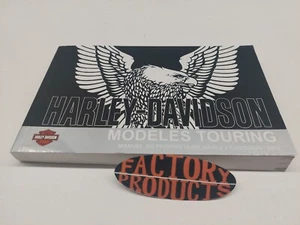 HARLEY DAVIDSON
MODÈLES TOURING
FACTORY
PRODUCTS